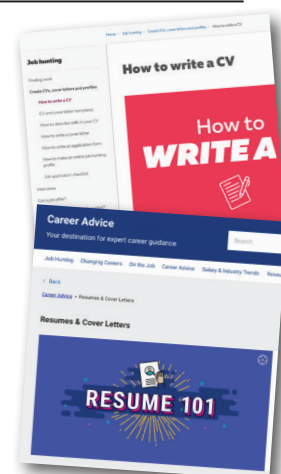 Home › Job hunting › Create CVs, cover letters and profiles › How to write a CV
Job hunting
Finding work
Create CVs, cover letters and profiles
How to write a CV
CV and cover letter templates
How to describe skills in your CV
How to write a cover letter
How to write an application form
How to make an online job hunting
profile
Job application checklist
Interviews
How to write a CV
How to
WRITE A
Career Advice
Your destination for expert career guidance
Search
Job Hunting Changing Careers On the Job Career Advice Salary & Industry Trends
‹ Back
Career Advice • Resumes & Cover Letters
Resumes & Cover Letters
RESUME 101